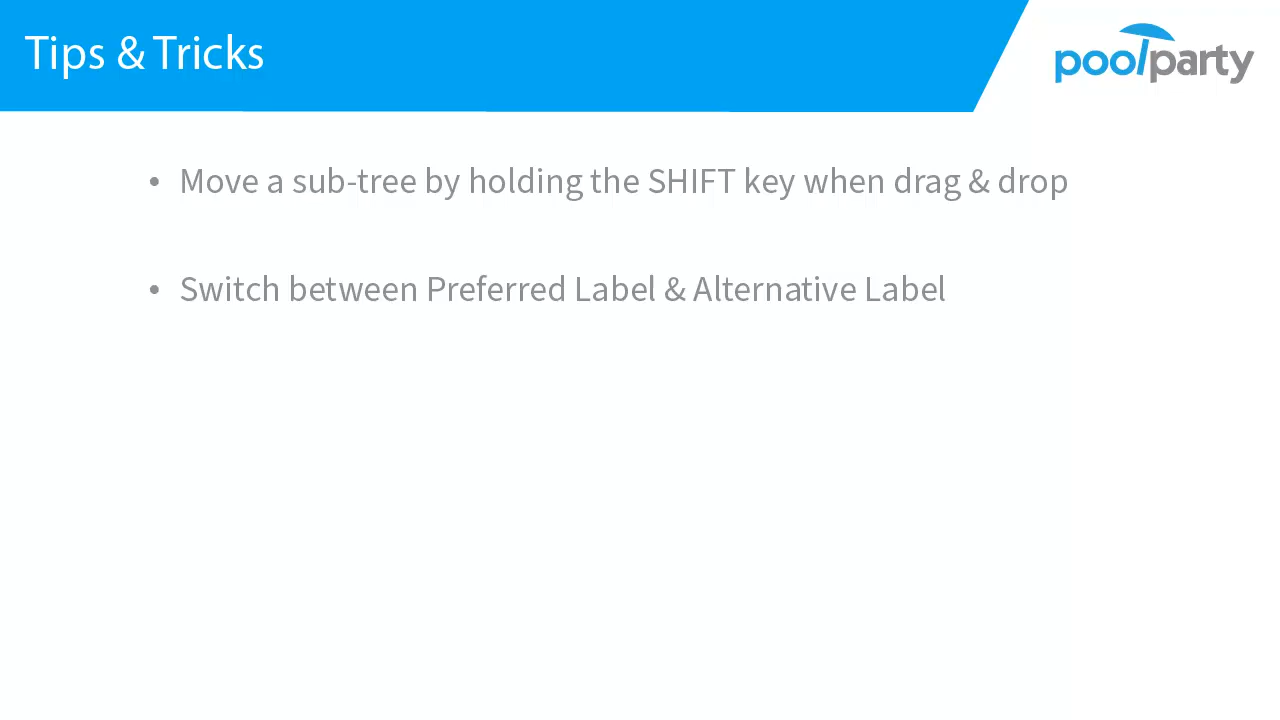 Tips & Tricks
poolparty
• Move a sub-tree by holding the SHIFT key when drag & drop
• Switch between Preferred Label & Alternative Label